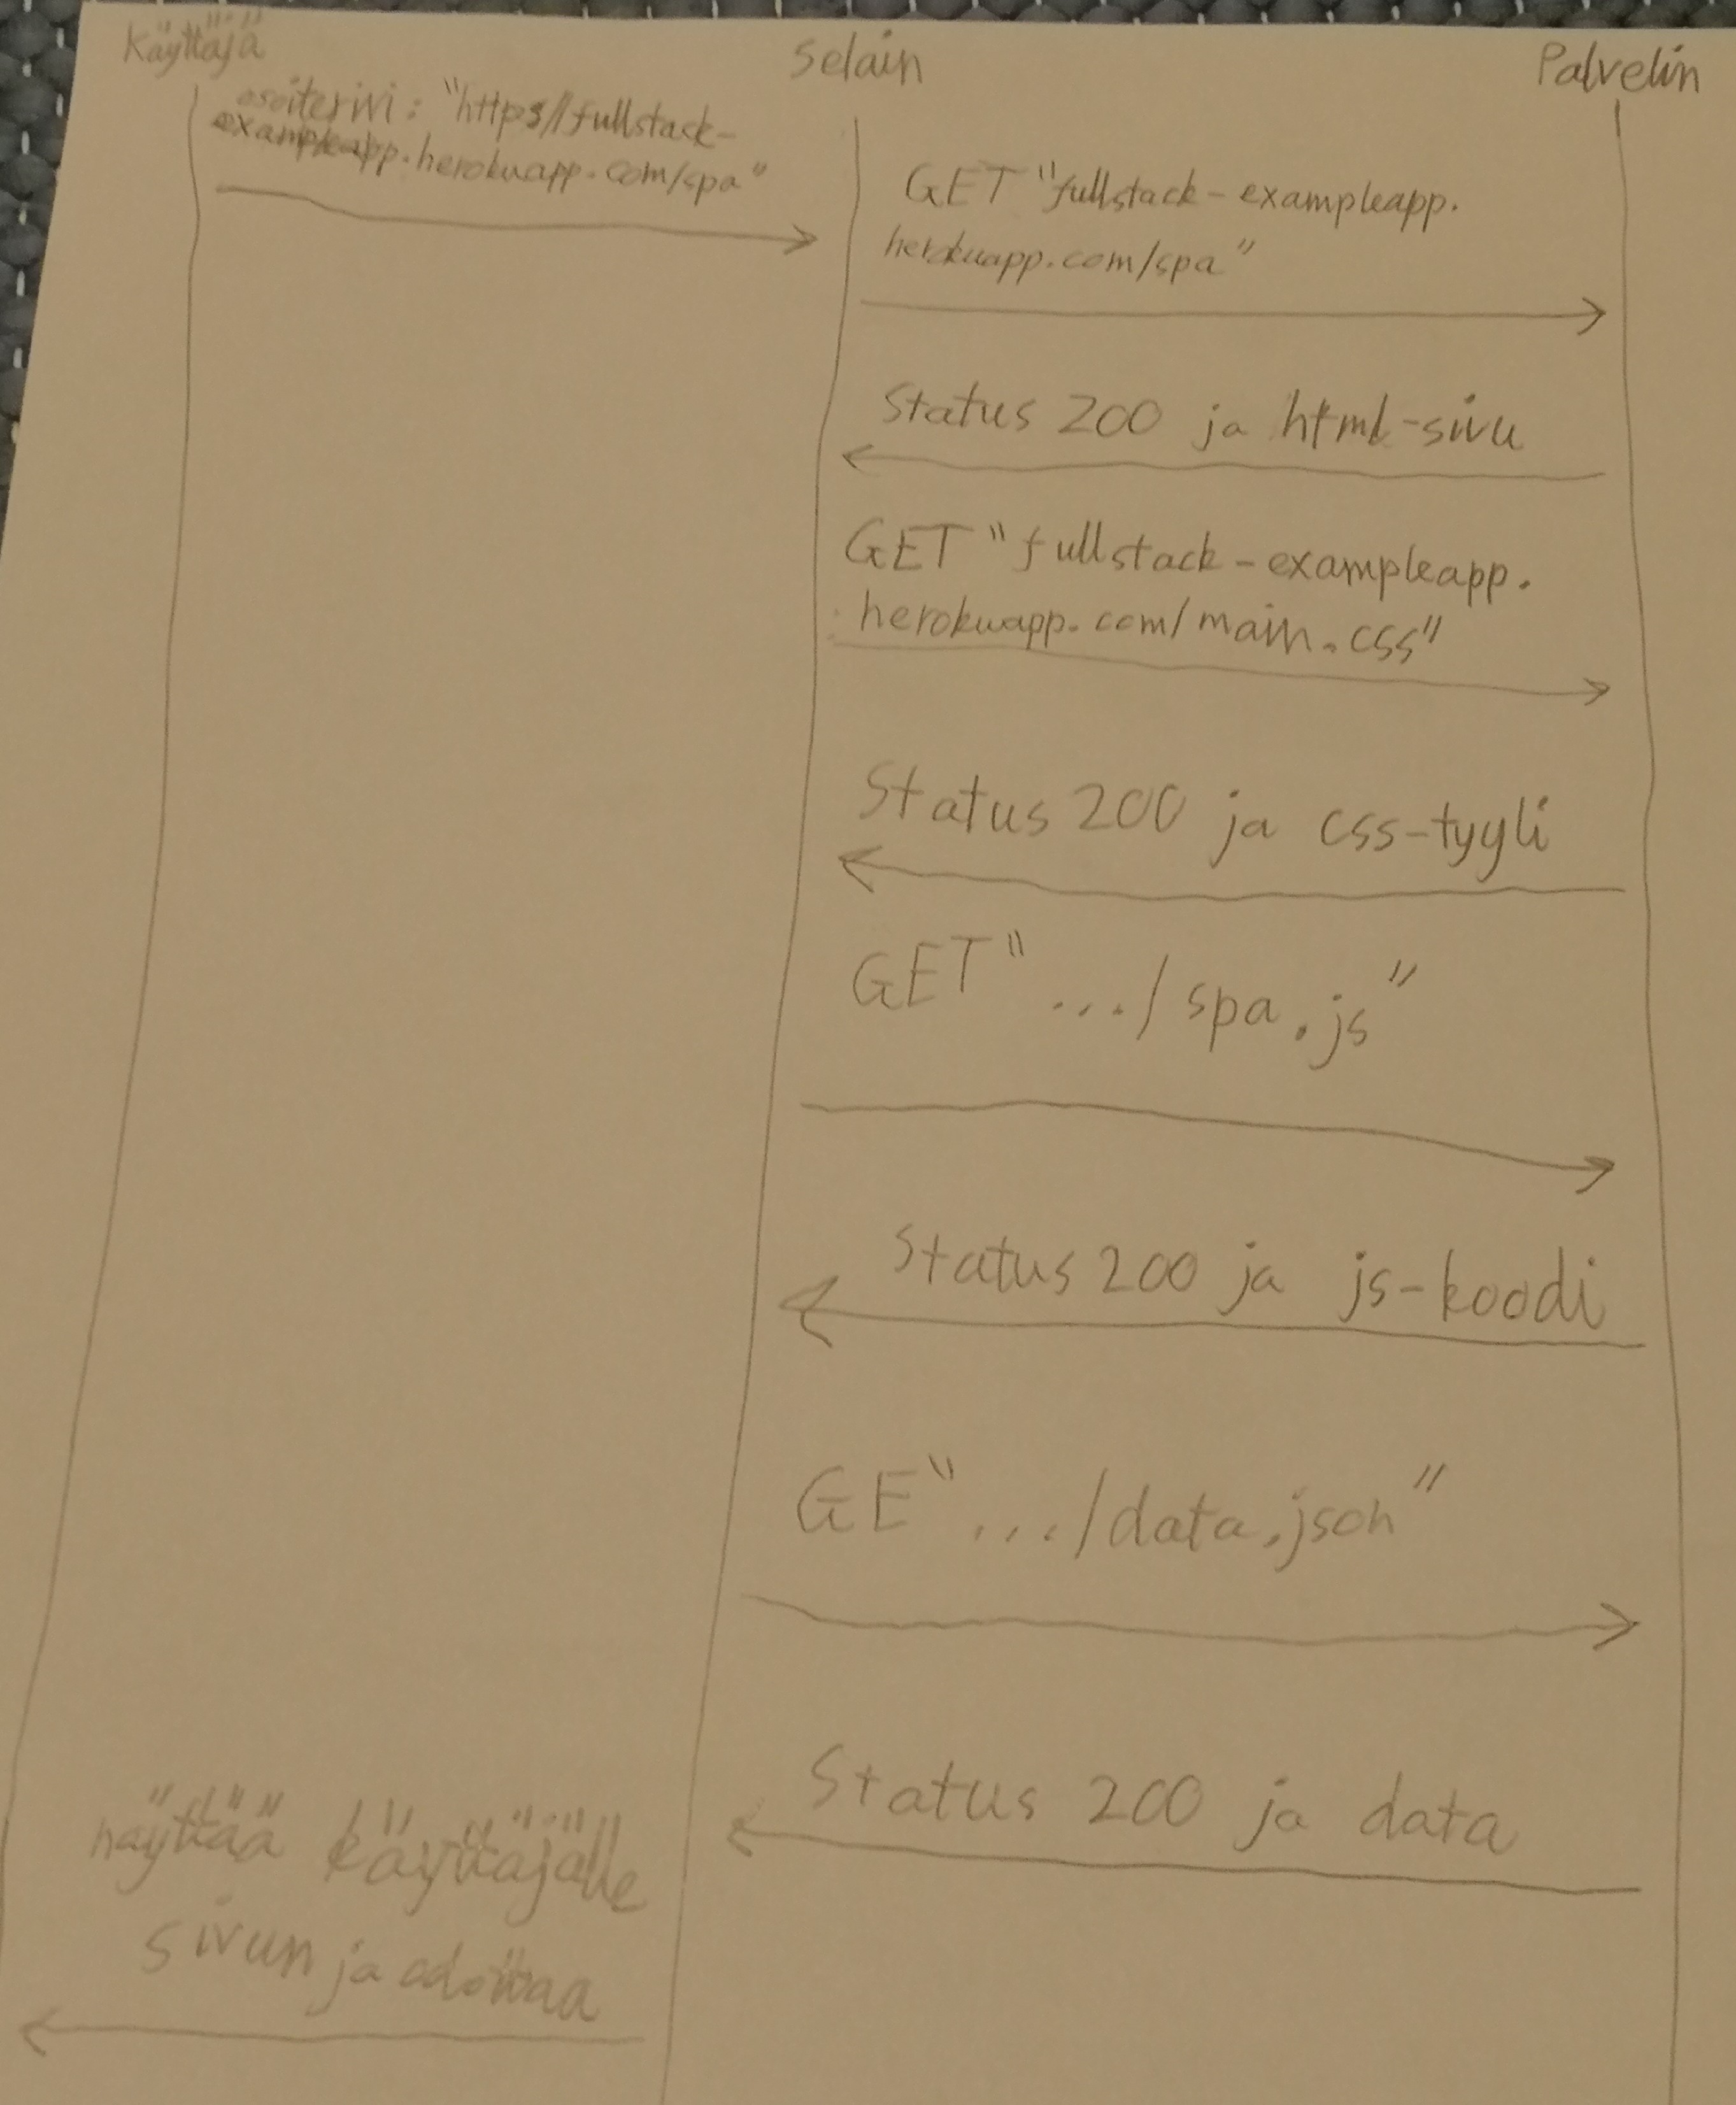 Käyttäjä
selain
Palvelin
osoiterivi: "https//fullstack-
exampleapp.herokuapp.com/spa"
GET "fullstack-exampleapp.
herokuapp.com/spa"
Status 200 ja html-sivu
GET "fullstack-exampleapp.
herokuapp.com/main.css"
Status 200 ja css-tyyli
GET ".../spa.js"
Status 200 ja js-koodi
GE ".../data.json"
Status 200 ja data
näyttää käyttäjälle
sivun ja odottaa